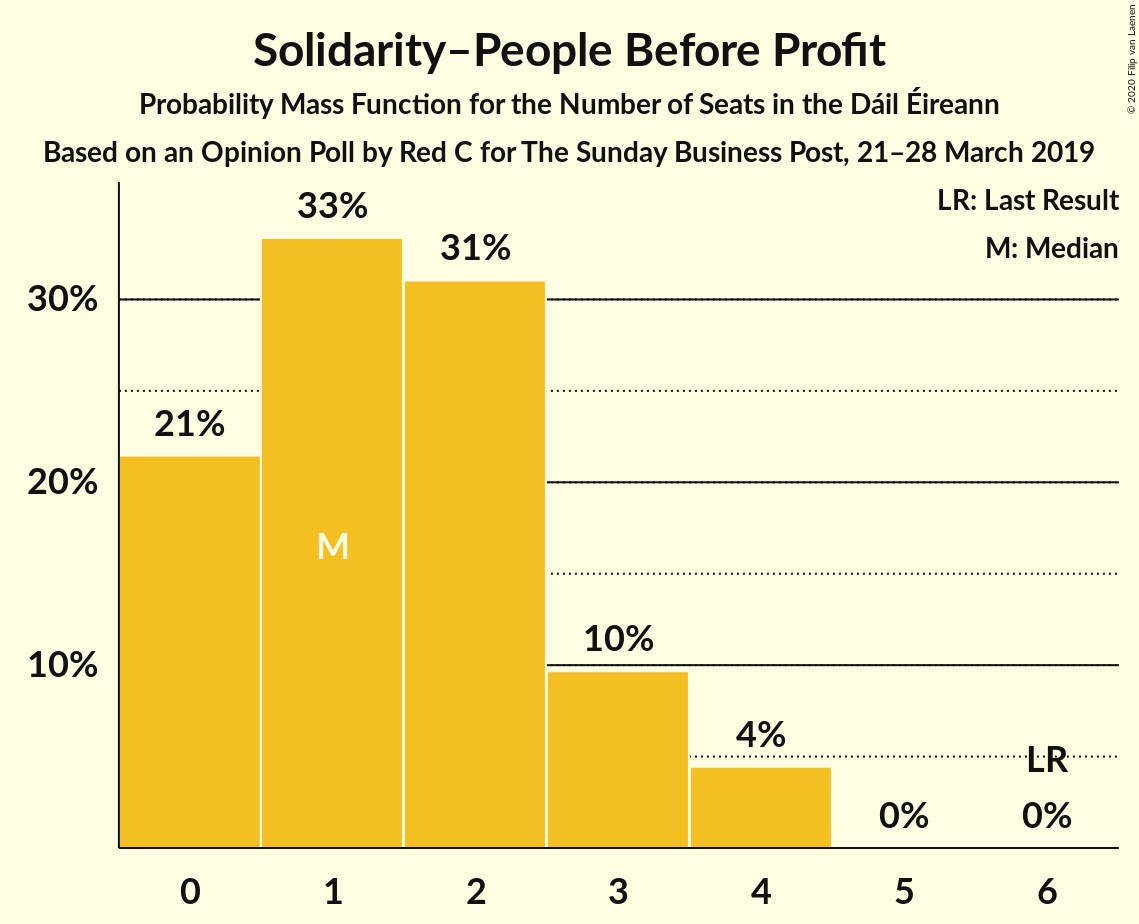 Solidarity–People Before Profit
Probability Mass Function for the Number of Seats in the Dáil Éireann
Based on an Opinion Poll by Red C for The Sunday Business Post, 21–28 March 2019
© 2020 Filip van Laenen
LR: Last Result
M: Median
33%
31%
30%
21%
20%
M
10%
10%
4%
LR
0%
0%
0 1 2 3 4 5 6